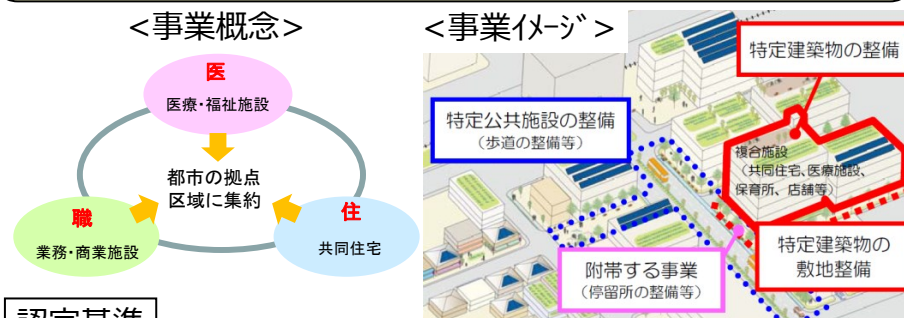 <事業概念>
医
医療・福祉施設
都市の拠点
区域に集約
職
業務・商業施設
住
共同住宅
<事業イメージ>
特定建築物の整備
特定公共施設の整備
(歩道の整備等)
複合施設
(共同住宅、医療施設、
保育所、店舗等)
特定建築物の
敷地整備
附帯する事業
(停留所の整備等)
認定基準